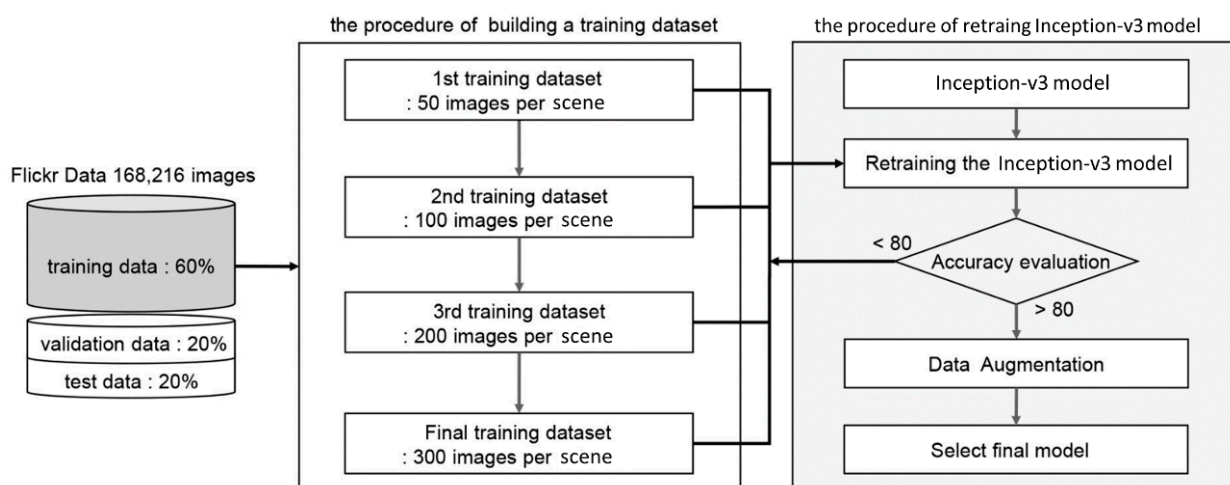 the procedure of building a training dataset
the procedure of retraing Inception-v3 model
Flickr Data 168,216 images
training data : 60%
validation data : 20%
test data : 20%
1st training dataset
: 50 images per scene
2nd training dataset
: 100 images per scene
3rd training dataset
: 200 images per scene
Final training dataset
: 300 images per scene
Inception-v3 model
Retraining the Inception-v3 model
< 80
Accuracy evaluation
> 80
Data Augmentation
Select final model